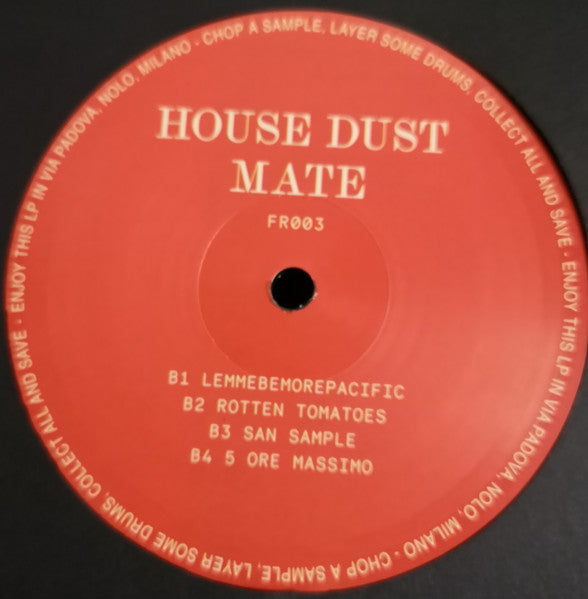 HOUSE DUST
MATE
FR003
B1 LEMMEBEMOREPACIFIC
B2 ROTTEN TOMATOES
B3 SAN SAMPLE
B4 5 ORE MASSIMO
ENJOY THIS LP IN VIA PADOVA, NOLO, MILANO - CHOP A SAMPLE, LAYER SOME DRUMS, COLLECT ALL AND SAVE - ENJOY THIS LP IN VIA PADOVA, NOLO, MILANO - CHOP A SAMPLE, LAYER SOME DRUMS, COLLECT ALL AND SAVE -